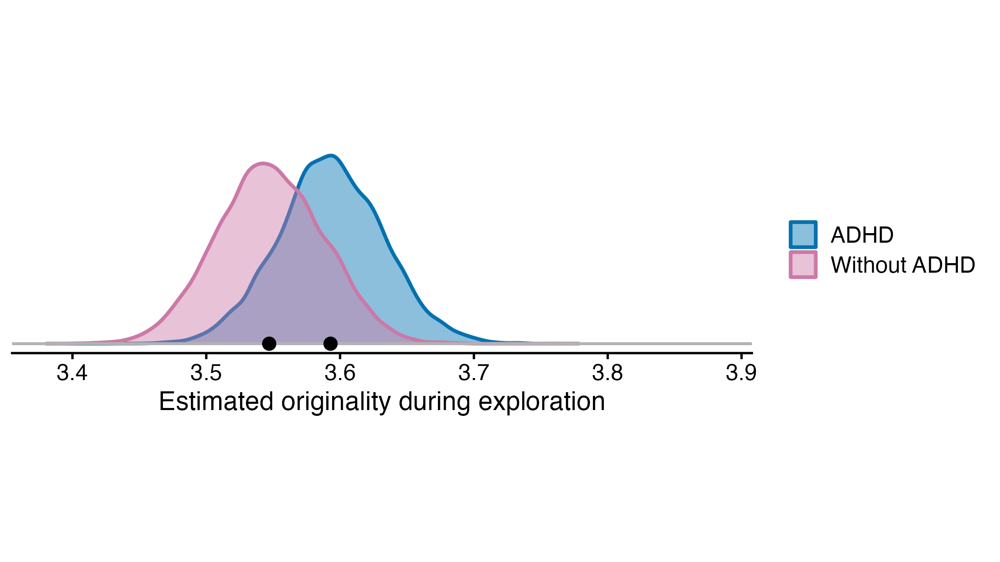 ADHD
Without ADHD
3.4 3.5 3.6 3.7 3.8 3.9
Estimated originality during exploration